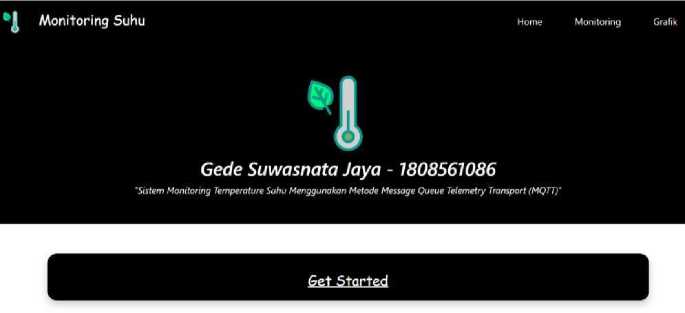 Monitoring Suhu
Home Monitoring Grafik
Gede Suwasnata Jaya - 1808561086
"Sistem Monitoring Temperature Suhu Menggunakan Metode Message Queue Telemetry Transport (MQTT)"
Get Started